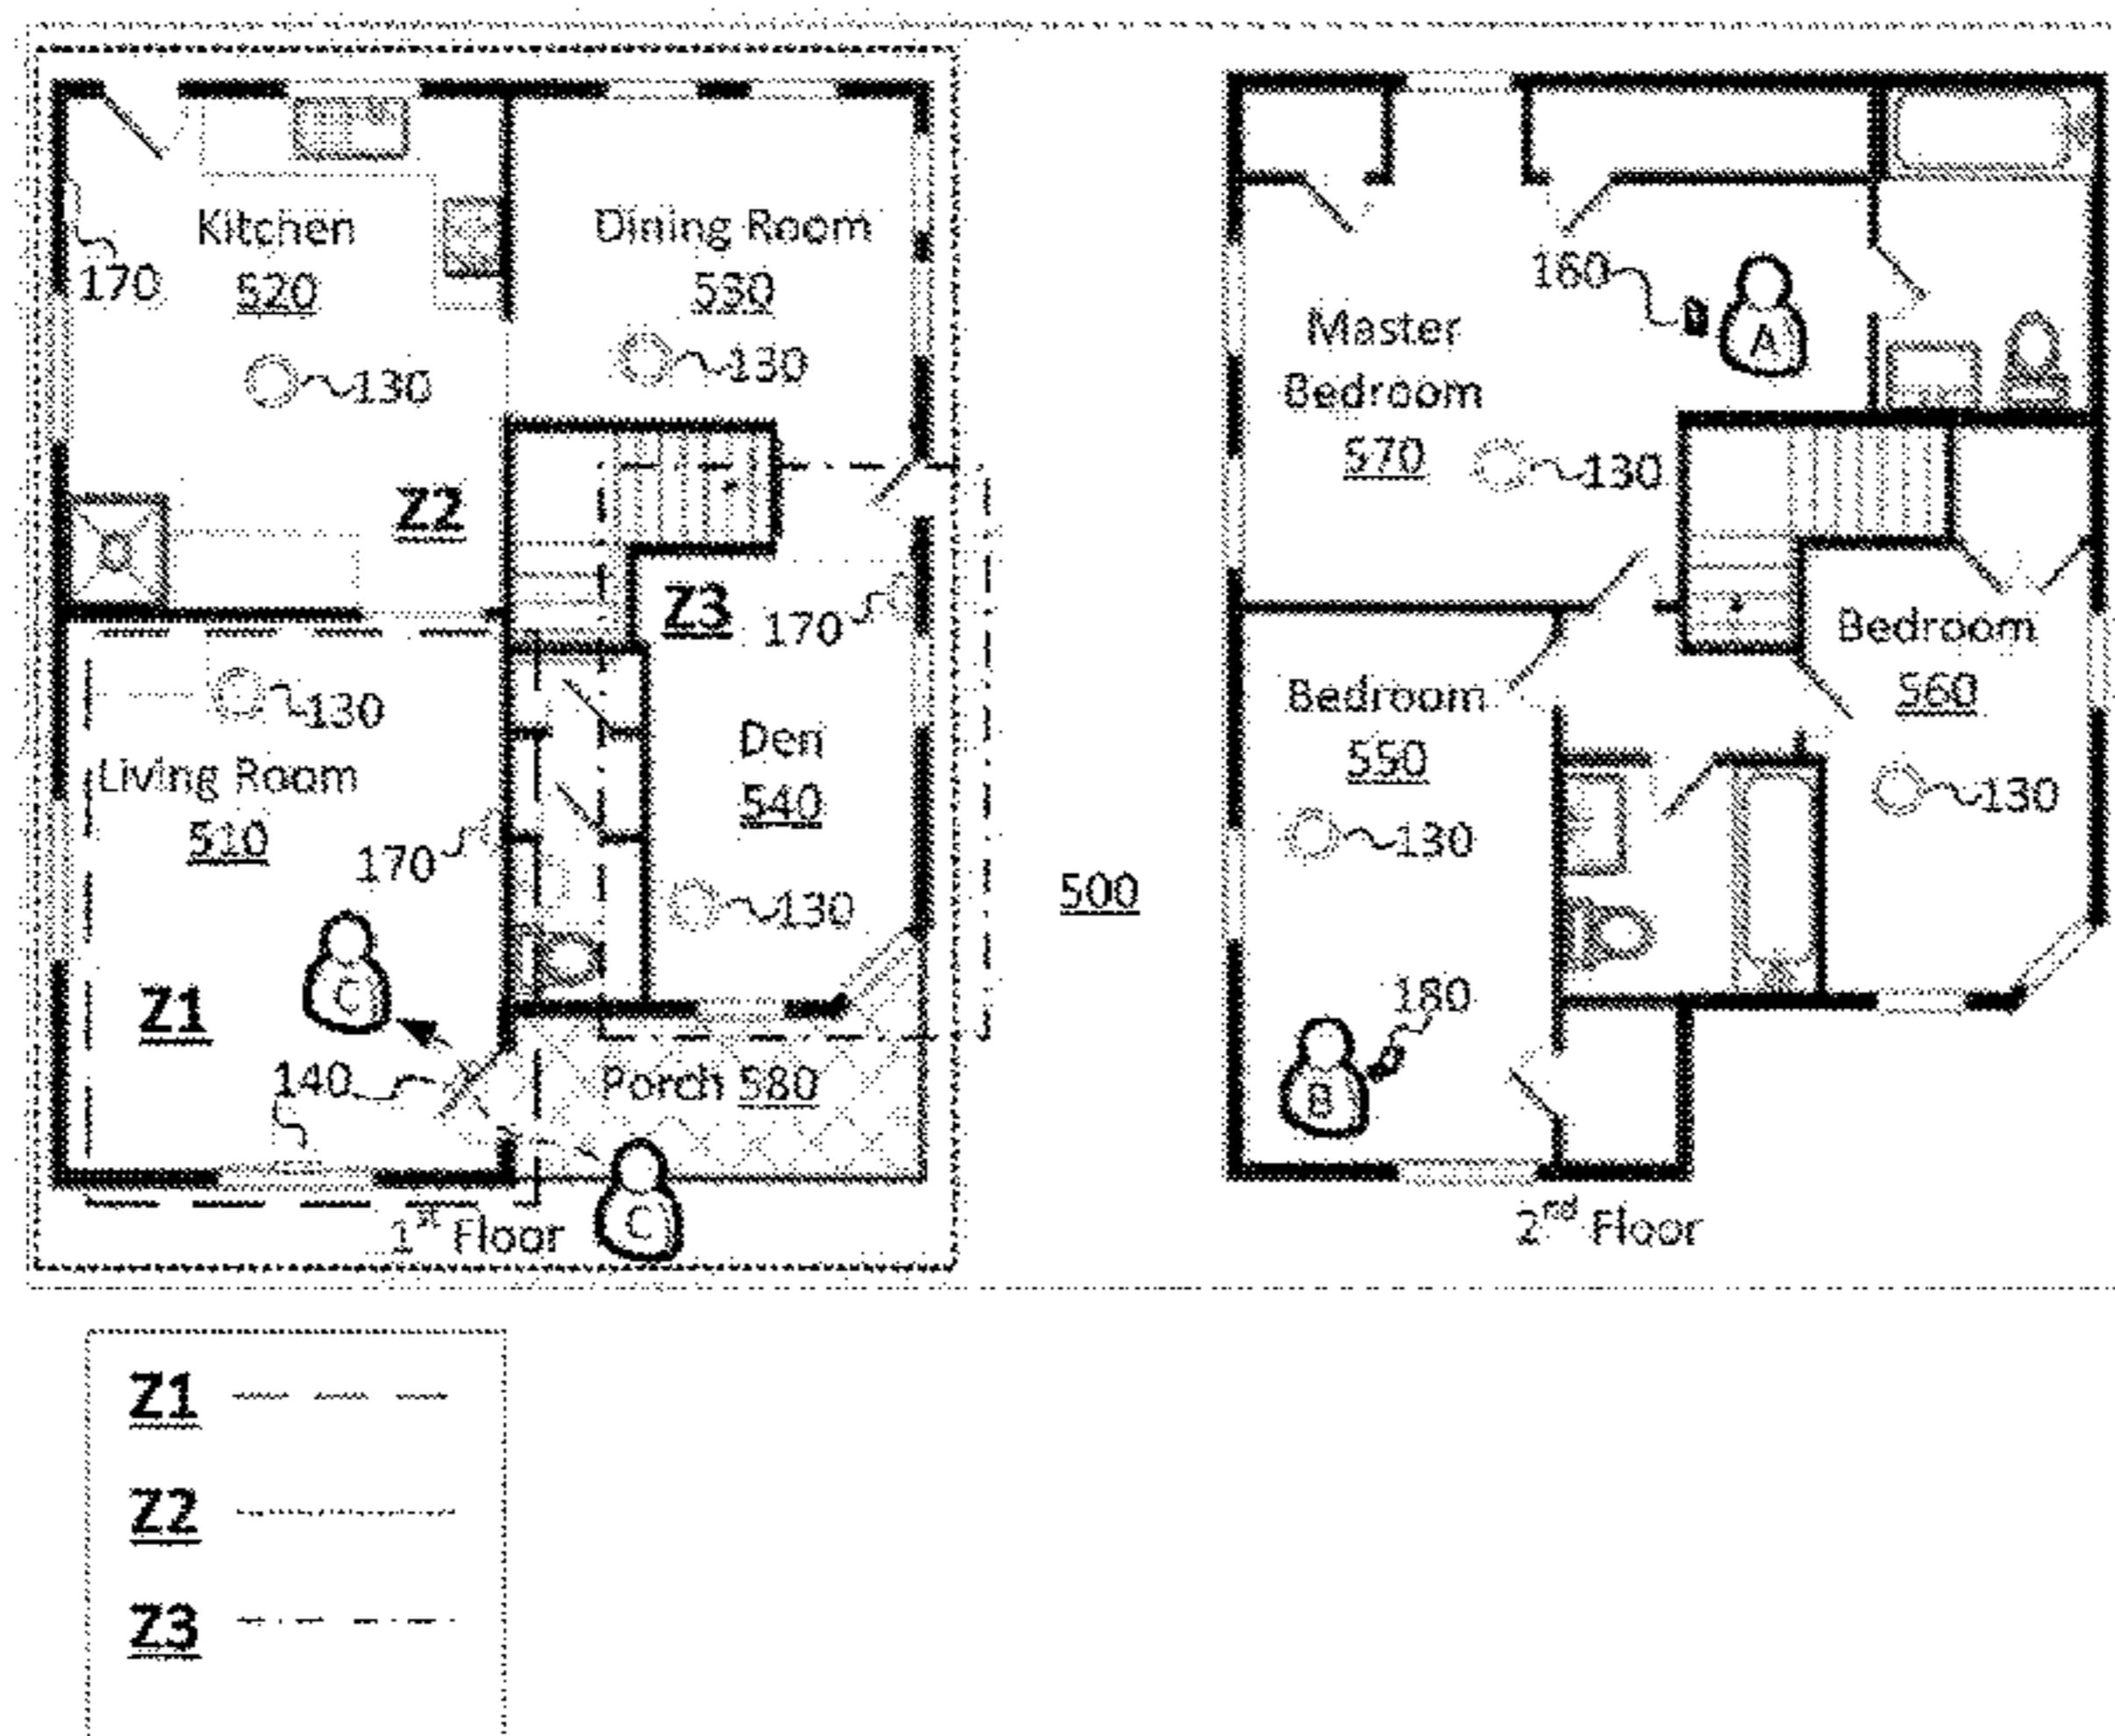 Kitchen
520
170
130
Dining Room
530
130
Z2
Z3
170
130
Living Room
510
170
Den
540
130
C
Z1
140
Porch 580
C
1st Floor
500
Master
Bedroom
570
160
A
130
Bedroom
550
130
Bedroom
560
130
180
B
2nd Floor
Z1
Z2
Z3